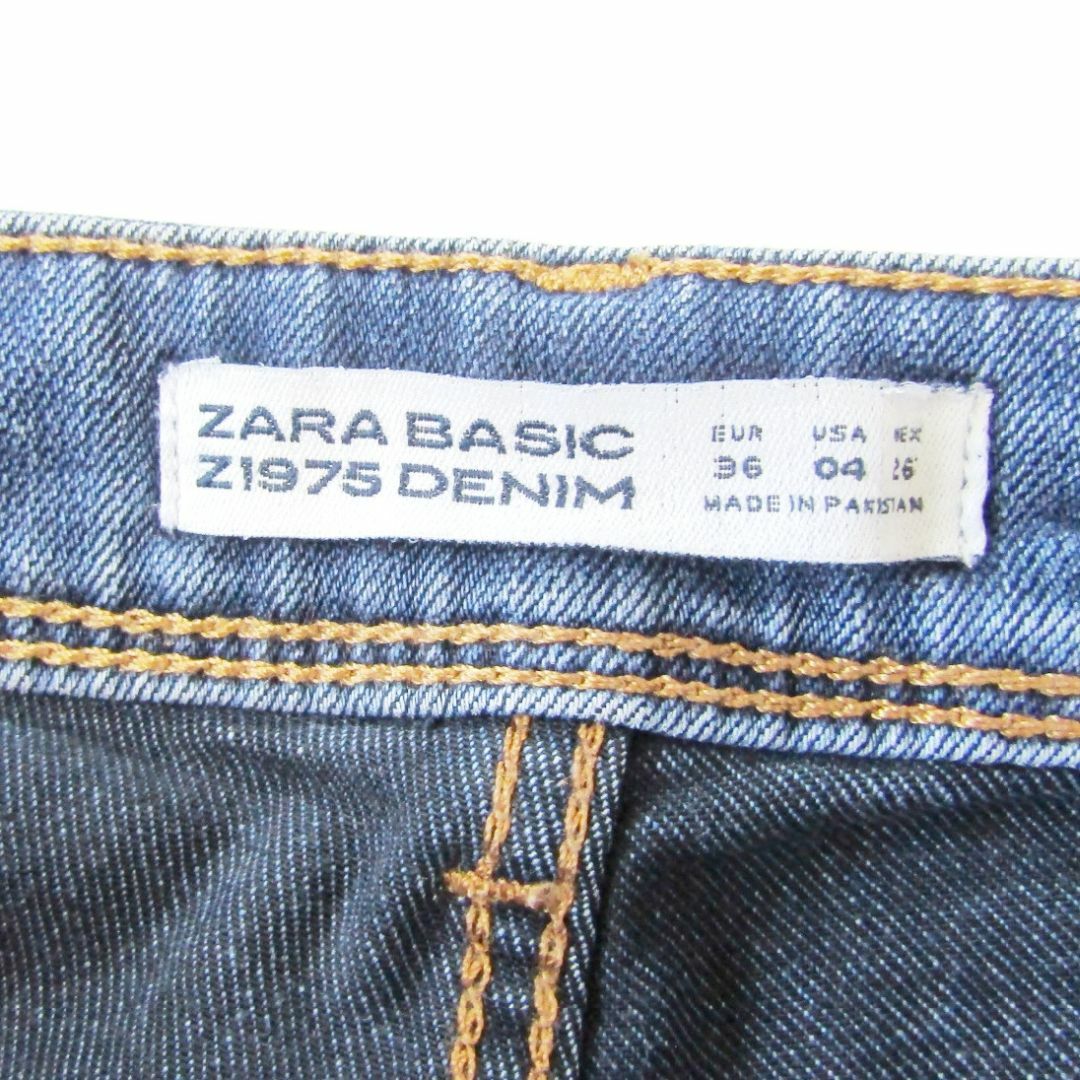 ZARA BASIC
Z1975 DENIM
EUR USA MEX
36 04 26
MADE IN PAKISTAN